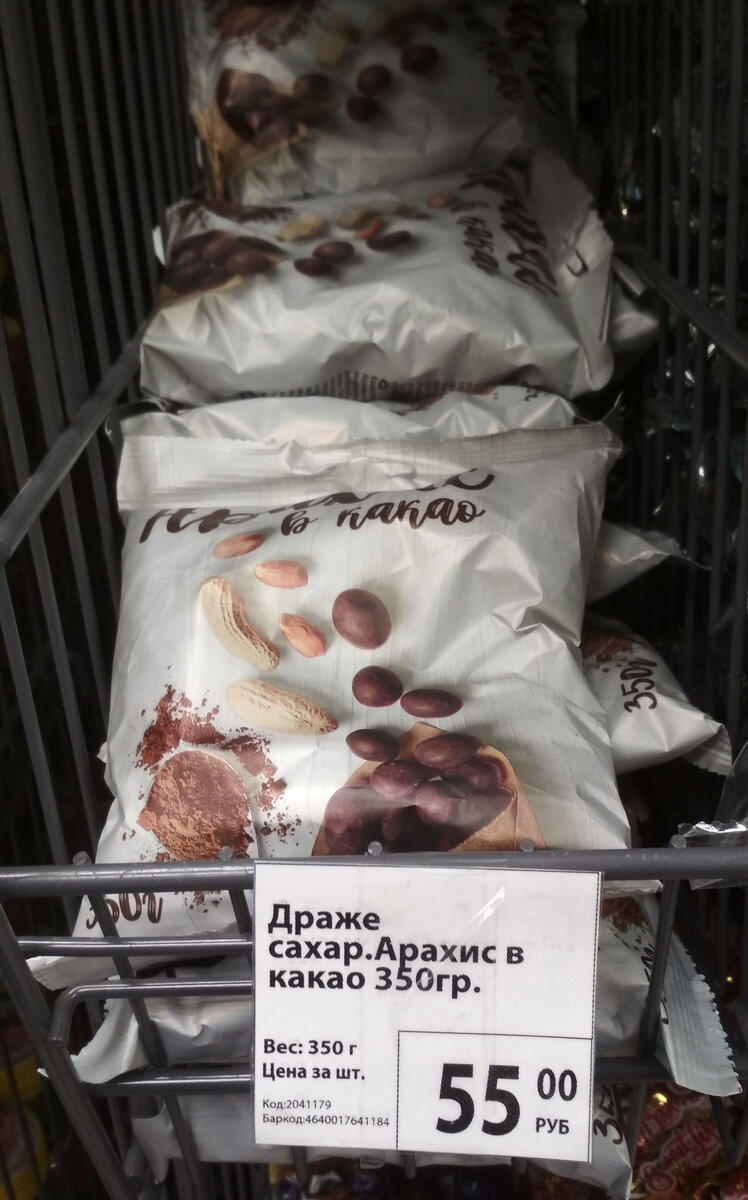 в какао
350г
350г
Драже
сахар.Арахис в
какао 350гр.
Вес: 350 г
Цена за шт.
Код:2041179
Баркод:4640017641184
55 00
РУБ